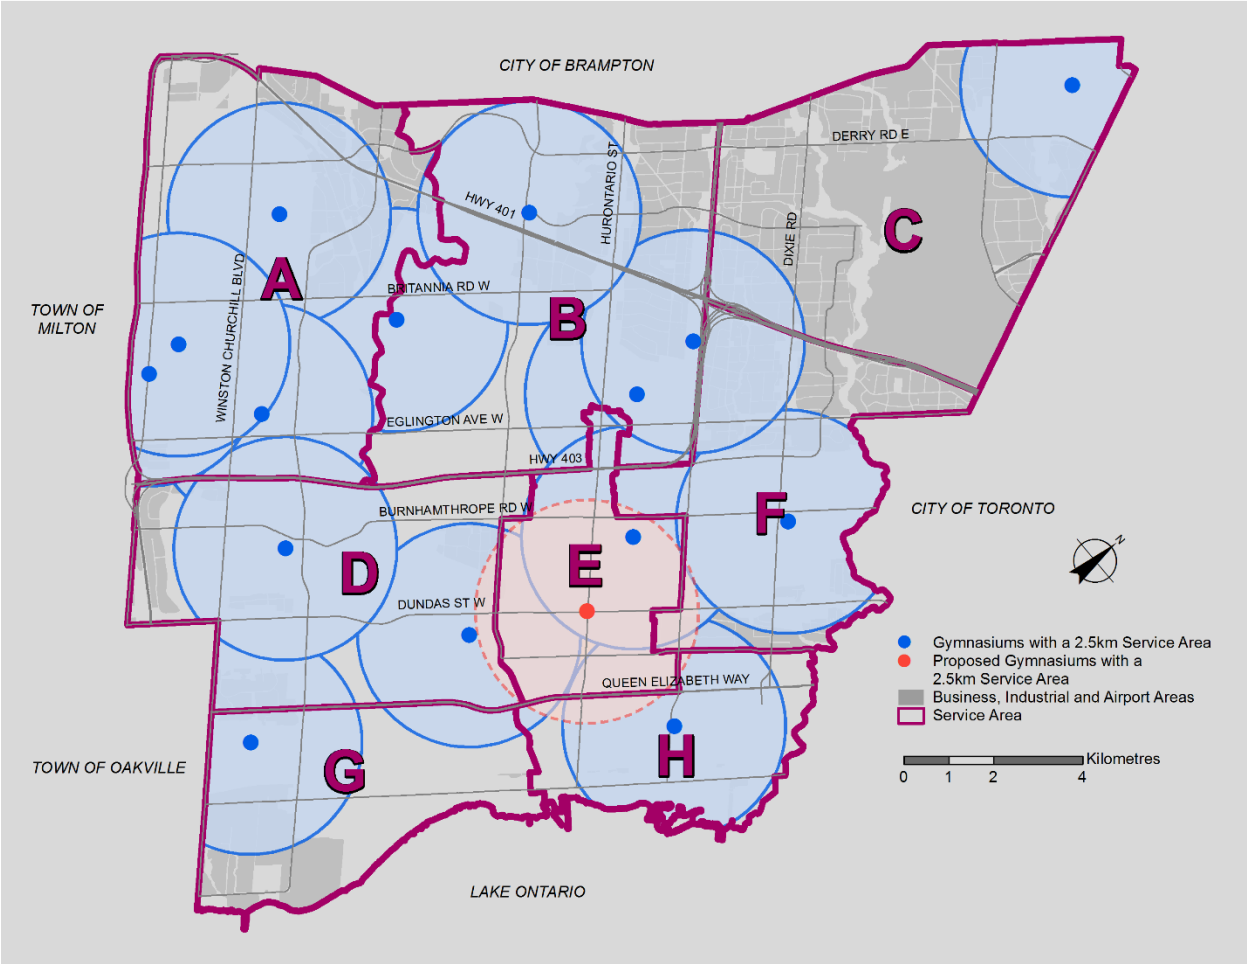 CITY OF BRAMPTON
DERRY RD E
HURONTARIO ST
HWY 401
DIXIE RD
C
A
WINSTON CHURCHILL BLVD
BRITANNIA RD W
B
TOWN OF
MILTON
EGLINGTON AVE W
HWY 403
BURNHAMTHROPE RD W
F
CITY OF TORONTO
N
D
E
DUNDAS ST W
QUEEN ELIZABETH WAY
Gymnasiums with a 2.5km Service Area
Proposed Gymnasiums with a
2.5km Service Area
Business, Industrial and Airport Areas
Service Area
TOWN OF OAKVILLE
G
H
Kilometres
0 1 2 4
LAKE ONTARIO